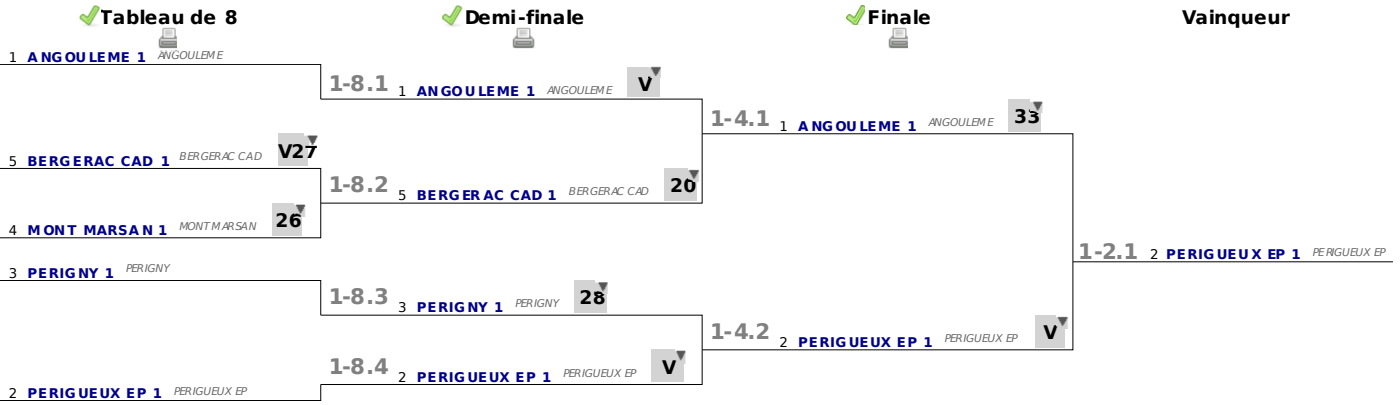 Tableau de 8
Demi-finale
Finale
Vainqueur
1 ANGOULEME 1 ANGOULEME
1-8.1 1 ANGOULEME 1 ANGOULEME V
1-4.1 1 ANGOULEME 1 ANGOULEME 33
5 BERGERAC CAD 1 BERGERAC CAD V27
1-8.2 5 BERGERAC CAD 1 BERGERAC CAD 20
4 MONT MARSAN 1 MONT MARSAN 26
1-2.1 2 PERIGUEUX EP 1 PERIGUEUX EP
3 PERIGNY 1 PERIGNY
1-8.3 3 PERIGNY 1 PERIGNY 28
1-4.2 2 PERIGUEUX EP 1 PERIGUEUX EP V
1-8.4 2 PERIGUEUX EP 1 PERIGUEUX EP V
2 PERIGUEUX EP 1 PERIGUEUX EP